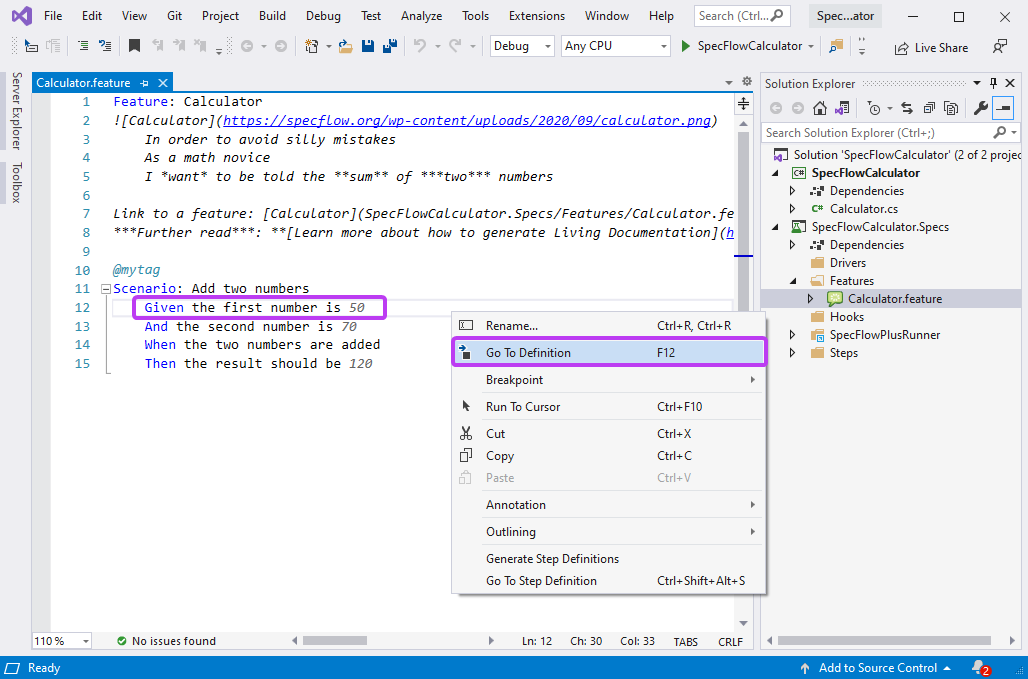 File Edit View Git Project Build Debug Test Analyze Tools Extensions Window Help Search (Ctrl... Spec...ator
Debug Any CPU SpecFlowCalculator Live Share
Server Explorer
Toolbox
Calculator.feature
1 Feature: Calculator
2 ![Calculator](https://specflow.org/wp-content/uploads/2020/09/calculator.png)
3 In order to avoid silly mistakes
4 As a math novice
5 I *want* to be told the **sum** of ***two*** numbers
6
7 Link to a feature: [Calculator](SpecFlowCalculator.Specs/Features/Calculator.fe
8 ***Further read***: **[Learn more about how to generate Living Documentation](h
9
10 @mytag
11 Scenario: Add two numbers
12 Given the first number is 50
13 And the second number is 70
14 When the two numbers are added
15 Then the result should be 120
Rename... Ctrl+R, Ctrl+R
Go To Definition F12
Breakpoint
Run To Cursor Ctrl+F10
Cut Ctrl+X
Copy Ctrl+C
Paste Ctrl+V
Annotation
Outlining
Generate Step Definitions
Go To Step Definition Ctrl+Shift+Alt+S
Solution Explorer
Search Solution Explorer (Ctrl+;)
Solution 'SpecFlowCalculator' (2 of 2 projec
C# SpecFlowCalculator
Dependencies
C# Calculator.cs
SpecFlowCalculator.Specs
Dependencies
Drivers
Features
Calculator.feature
Hooks
SpecFlowPlusRunner
Steps
110 % No issues found Ln: 12 Ch: 30 Col: 33 TABS CRLF
Ready Add to Source Control 2